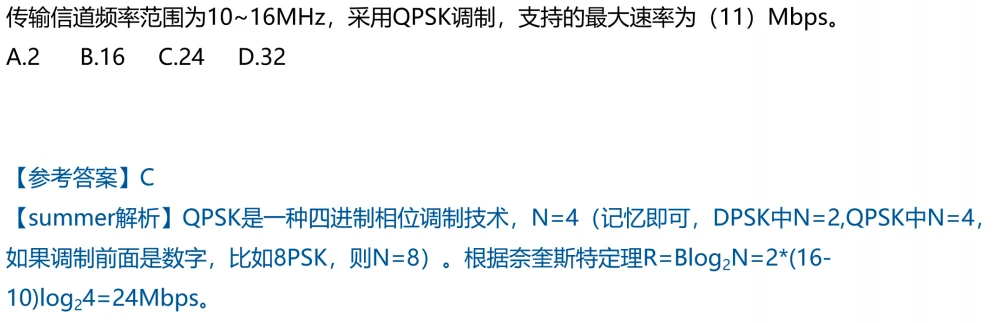 传输信道频率范围为10~16MHz，采用QPSK调制，支持的最大速率为（11）Mbps。
A.2 B.16 C.24 D.32
【参考答案】C
【summer解析】QPSK是一种四进制相位调制技术，N=4（记忆即可，DPSK中N=2,QPSK中N=4，
如果调制前面是数字，比如8PSK，则N=8）。根据奈奎斯特定理R=Blog₂N=2*(16-
10)log₂4=24Mbps。